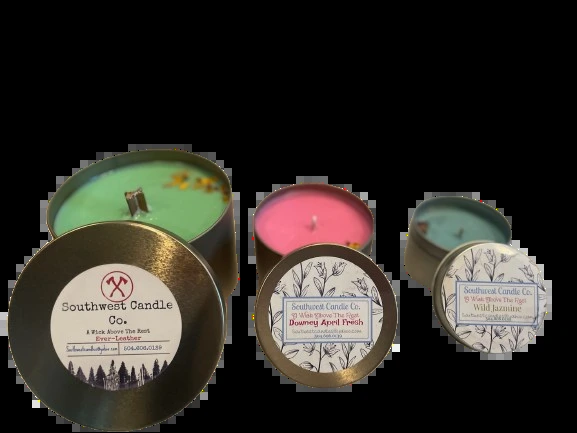 Southwest Candle
Co.
A Wick Above The Rest
Ever-Leather
Southwest Candle Co.
A Wick Above The Rest
Downey April Fresh
Southwest Candle Co.
A Wick Above The Rest
Wild Jazmine